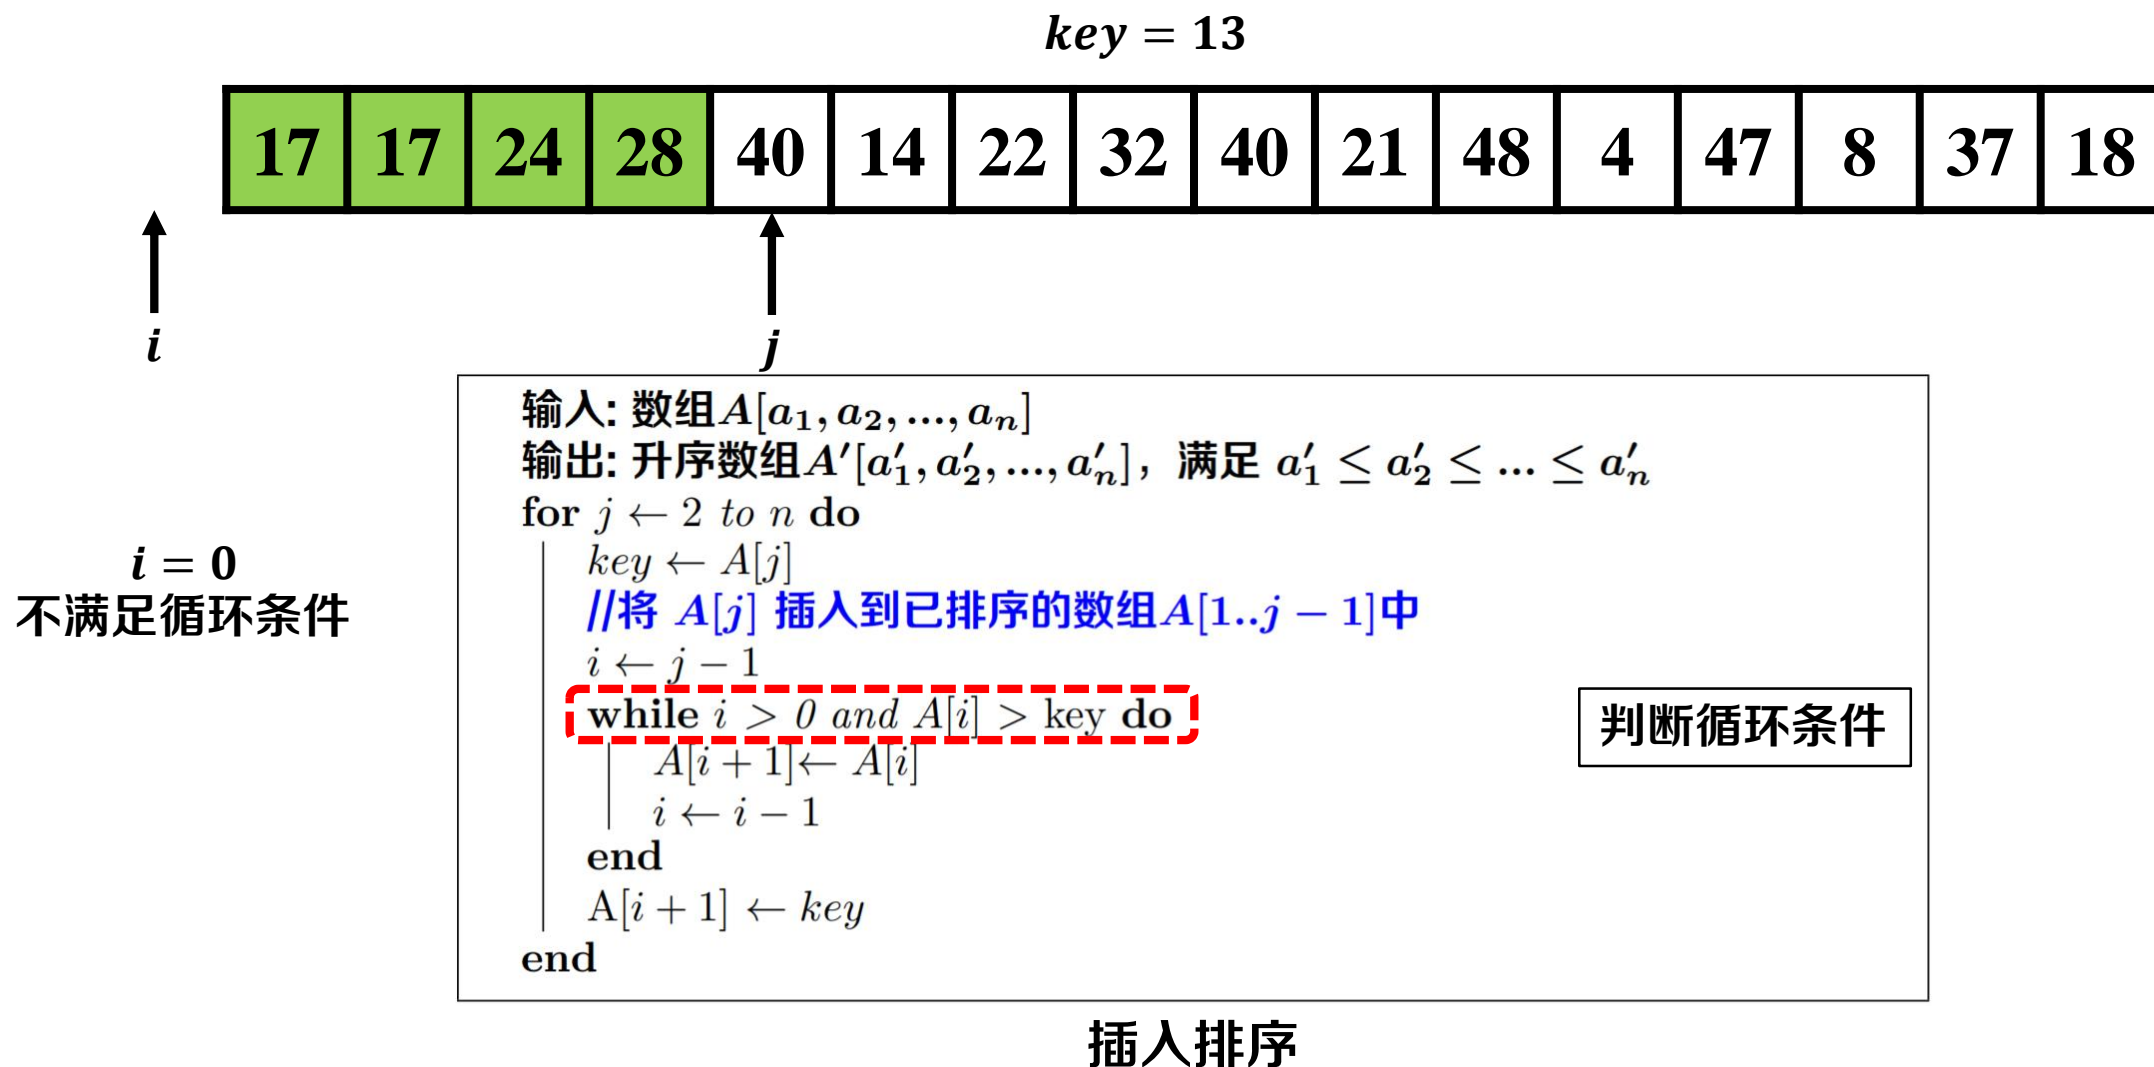 key = 13
17 17 24 28 40 14 22 32 40 21 48 4 47 8 37 18
i j
输入: 数组A[a₁, a₂, ..., aₙ]
输出: 升序数组A′[a′₁, a′₂, ..., a′ₙ]，满足 a′₁ ≤ a′₂ ≤ ... ≤ a′ₙ
for j ← 2 to n do
key ← A[j]
//将 A[j] 插入到已排序的数组A[1..j − 1]中
i ← j − 1
while i > 0 and A[i] > key do
A[i + 1]← A[i]
i ← i − 1
end
A[i + 1] ← key
end
i = 0
不满足循环条件
判断循环条件
插入排序